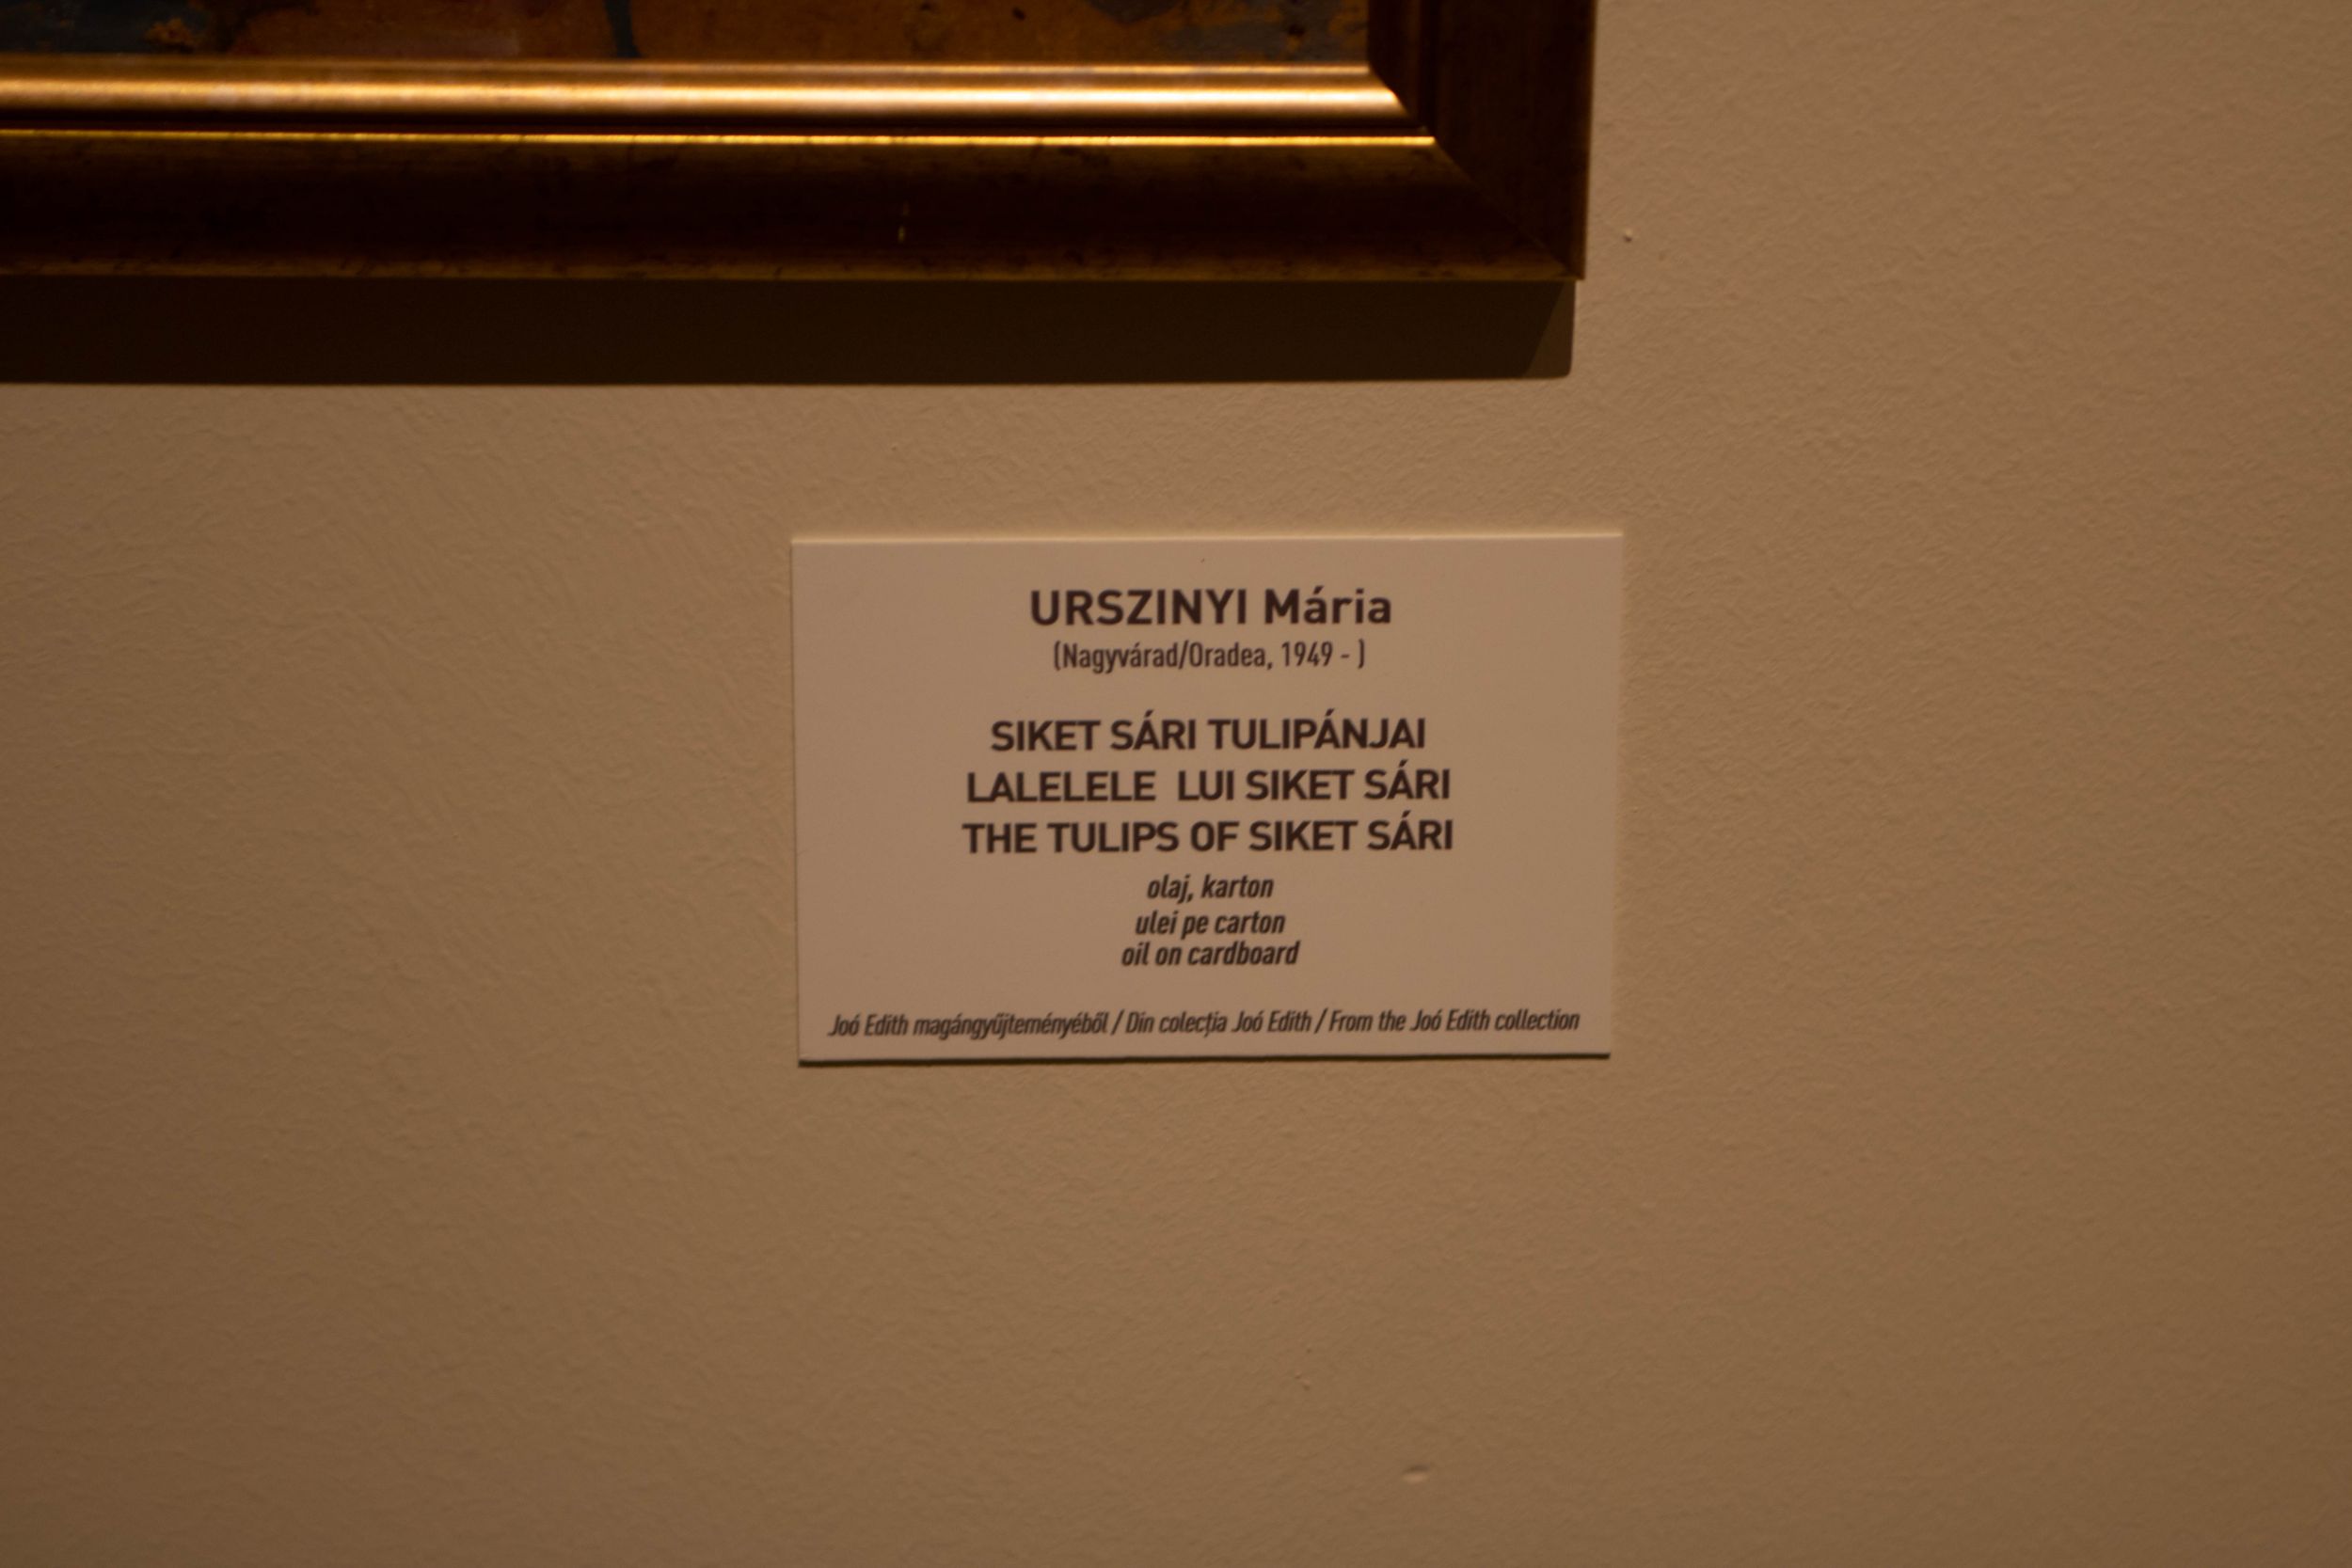 URSZINYI Mária
(Nagyvárad/Oradea, 1949 - )
SIKET SÁRI TULIPÁNJAI
LALELELE LUI SIKET SÁRI
THE TULIPS OF SIKET SÁRI
olaj, karton
ulei pe carton
oil on cardboard
Joó Edith magángyűjteményéből / Din colecția Joó Edith / From the Joó Edith collection